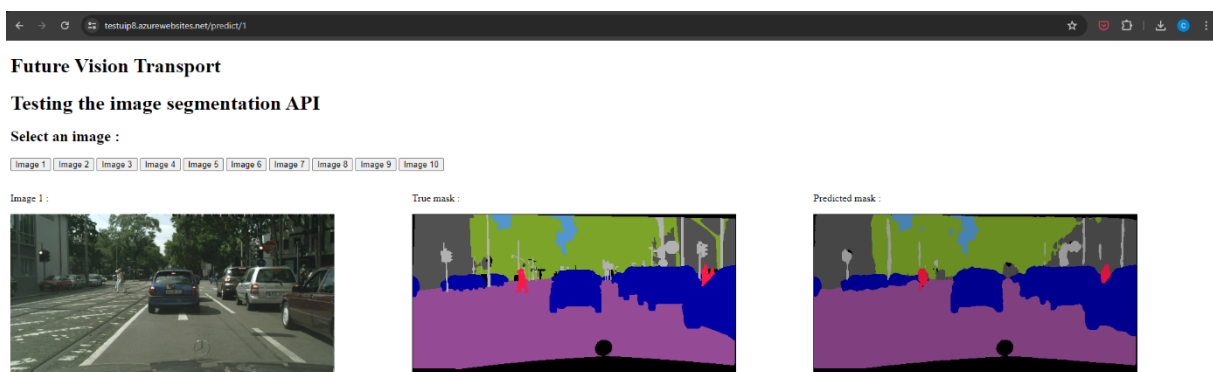 testuip8.azurewebsites.net/predict/1
C
Future Vision Transport
Testing the image segmentation API
Select an image :
Image 1 Image 2 Image 3 Image 4 Image 5 Image 6 Image 7 Image 8 Image 9 Image 10
Image 1 : True mask : Predicted mask :